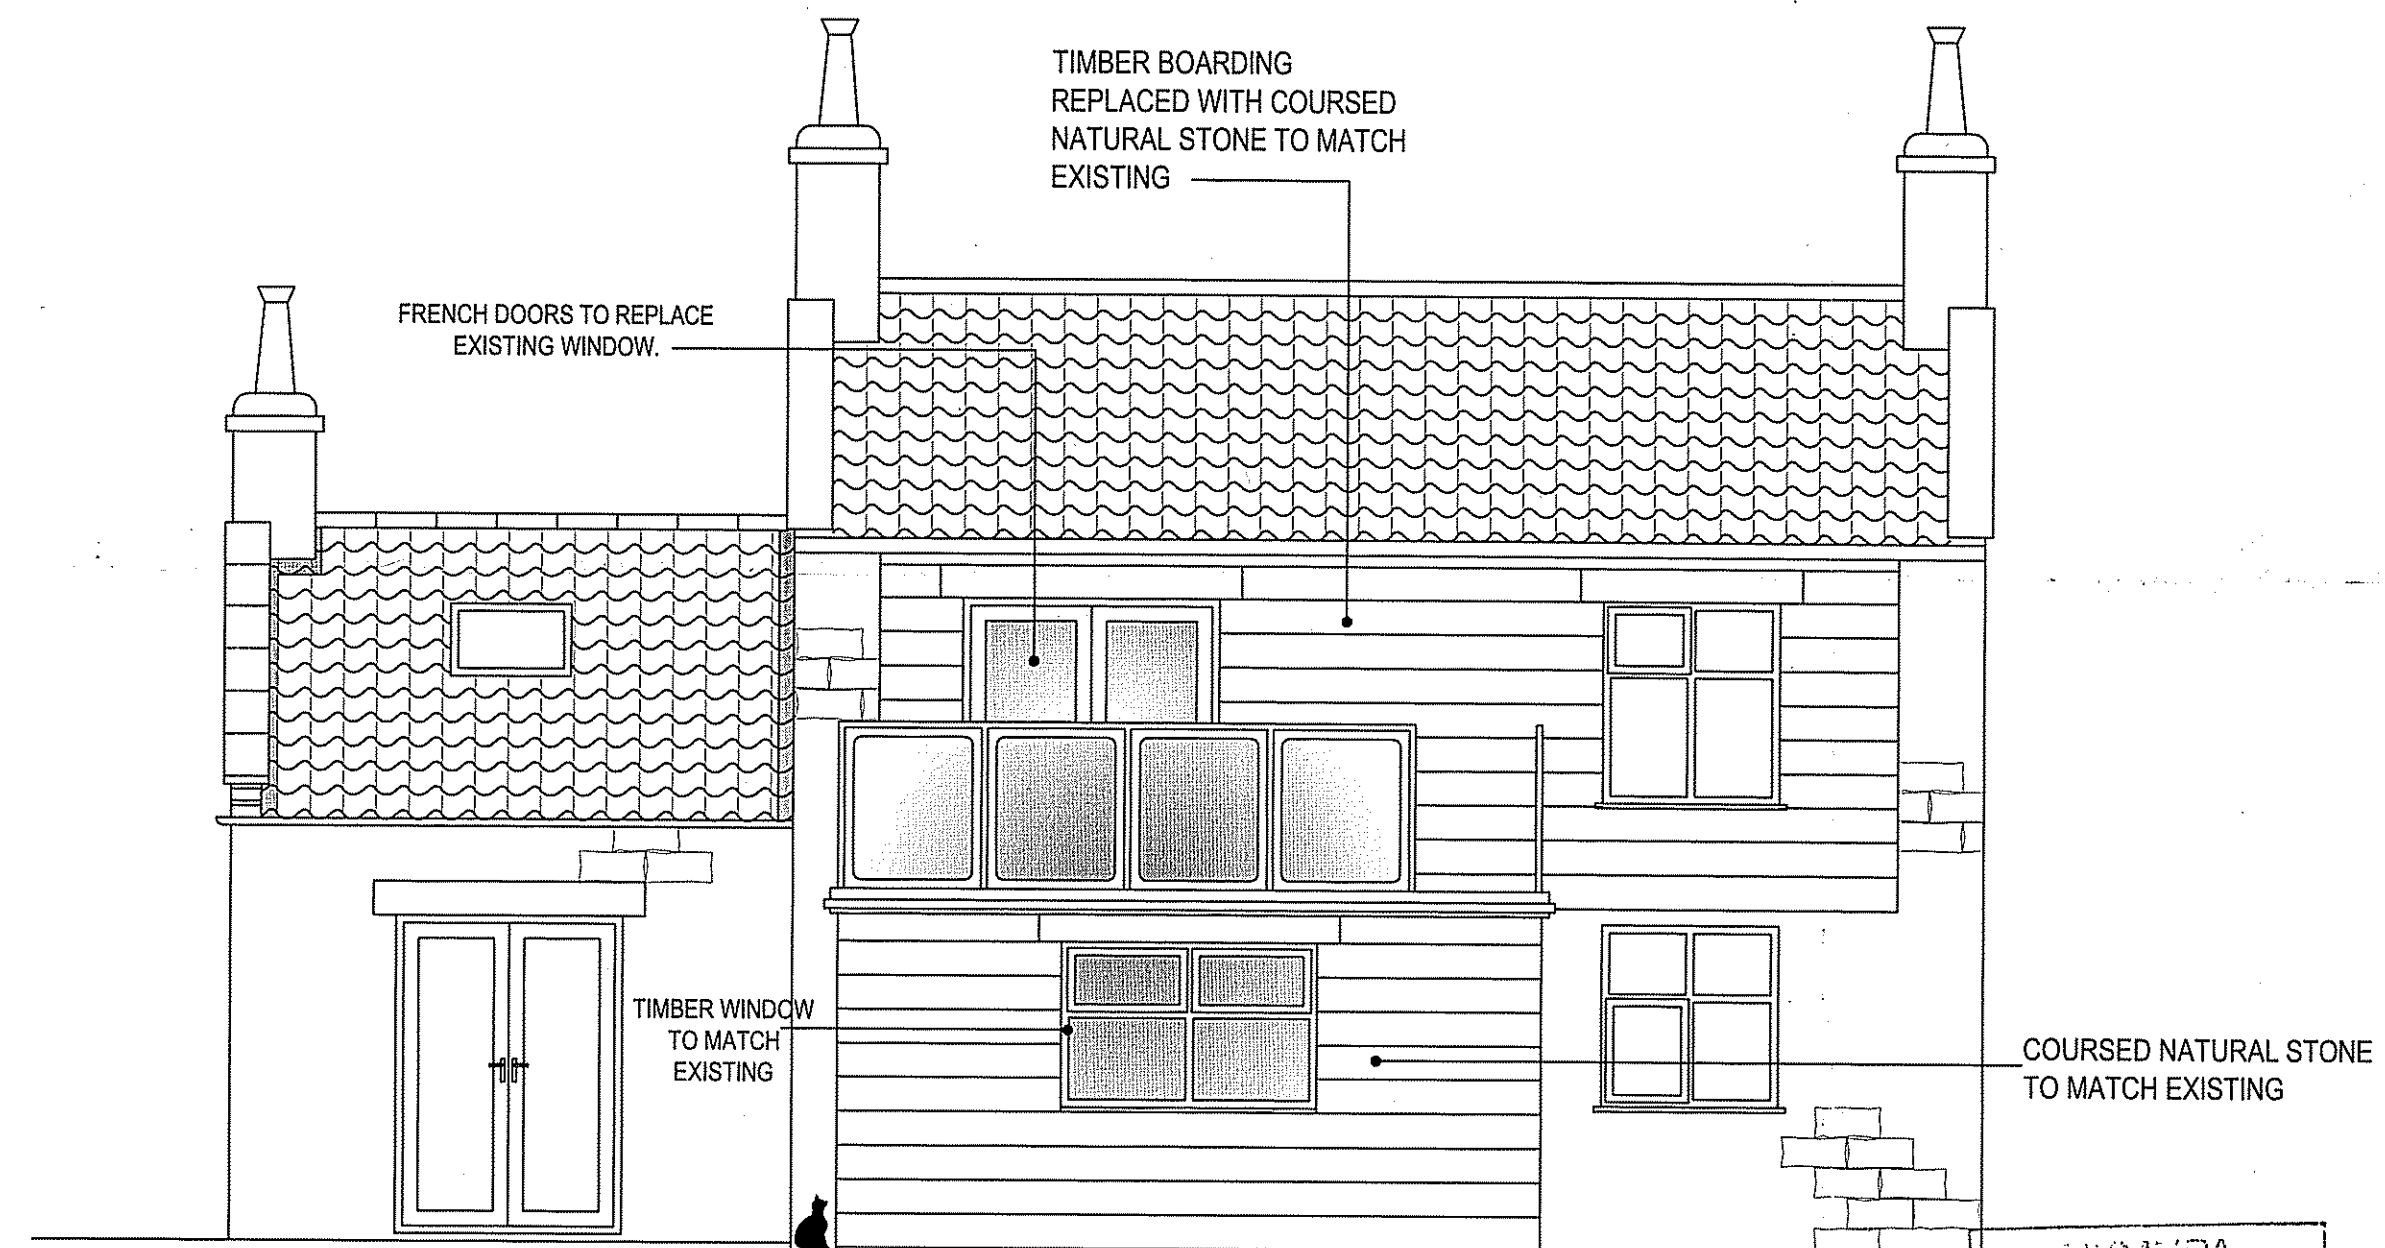 TIMBER BOARDING
REPLACED WITH COURSED
NATURAL STONE TO MATCH
EXISTING
FRENCH DOORS TO REPLACE
EXISTING WINDOW.
TIMBER WINDOW
TO MATCH
EXISTING
COURSED NATURAL STONE
TO MATCH EXISTING